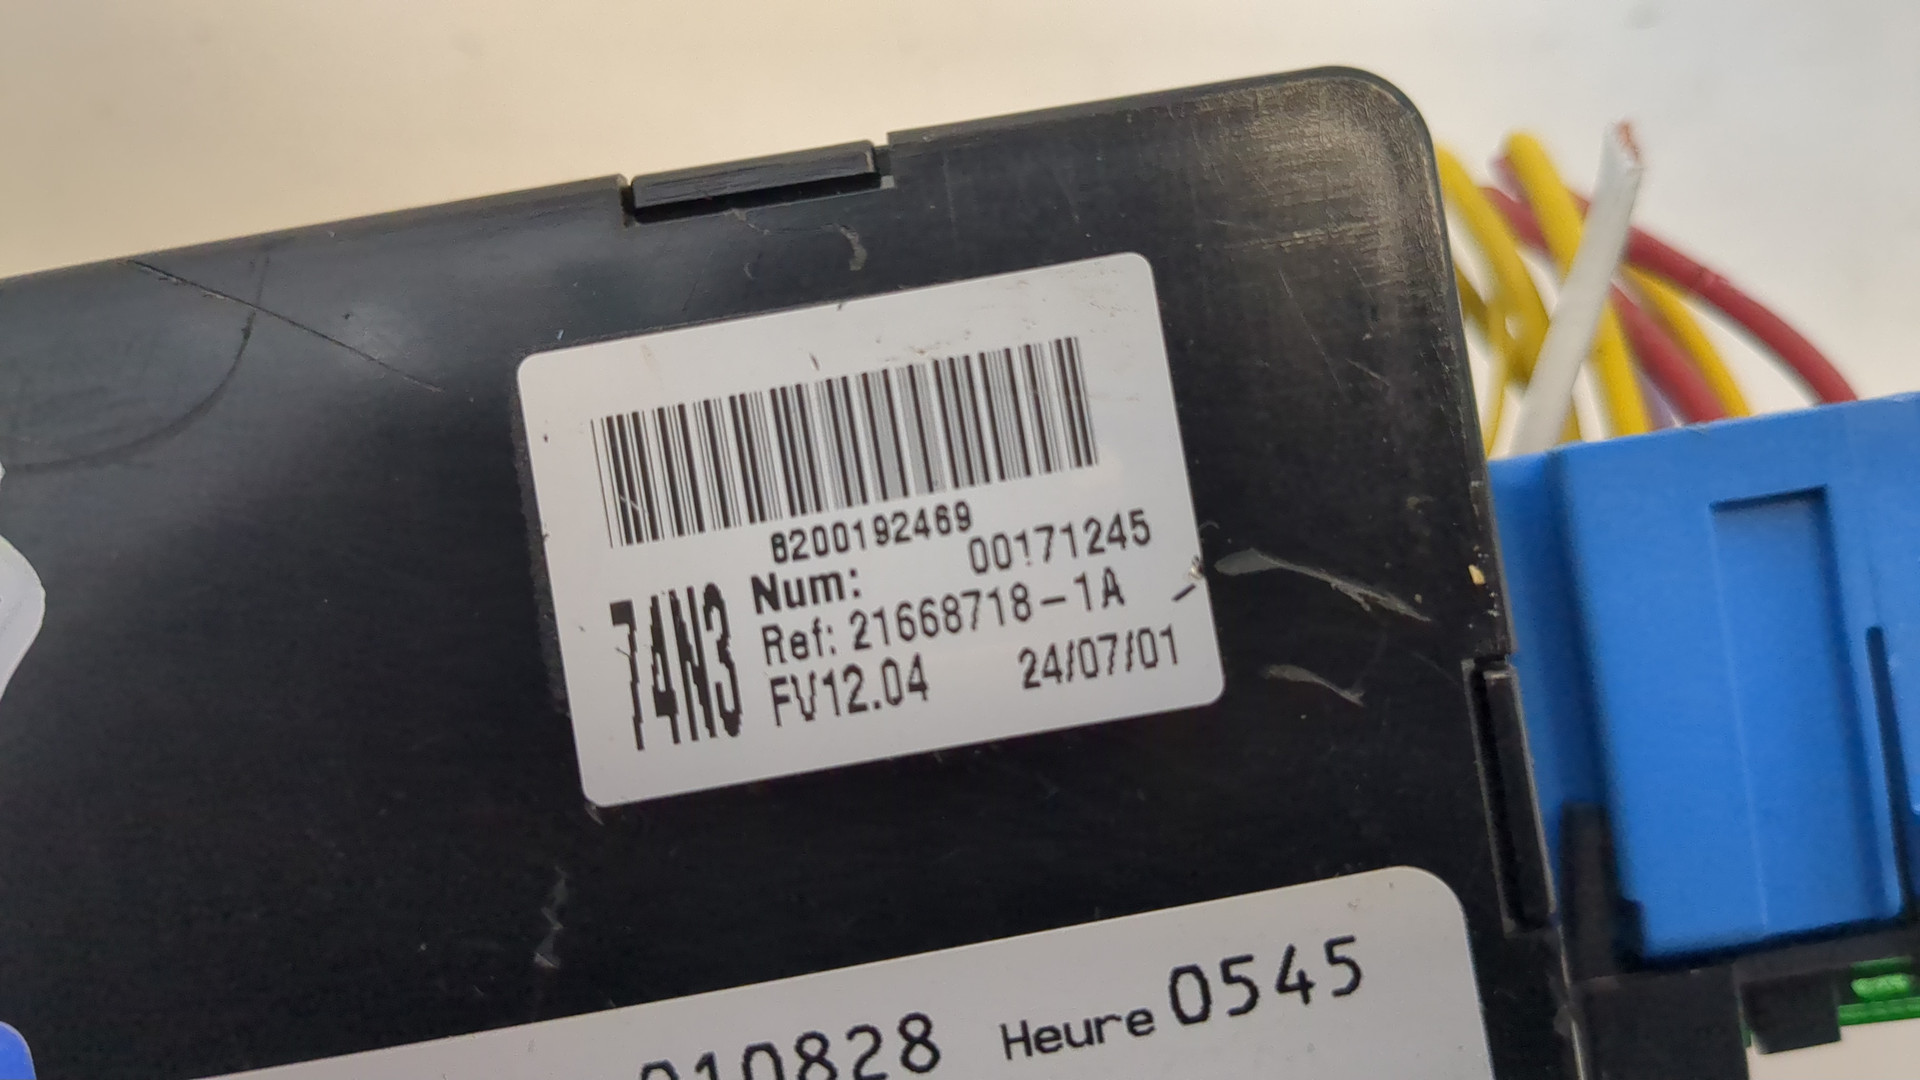 8200192469
Num: 00171245
74N3
Ref: 21668718-1A
FV12.04 24/07/01
010828 Heure 0545